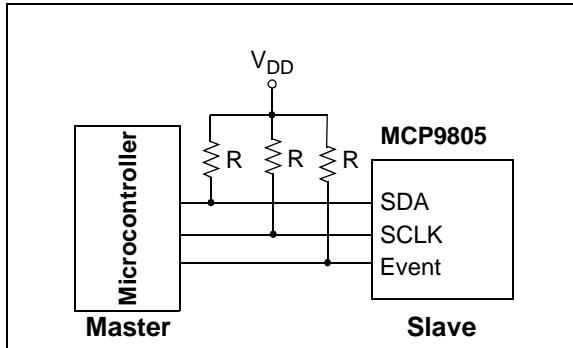 V_DD
MCP9805
R
R
R
Microcontroller
SDA
SCLK
Event
Master
Slave